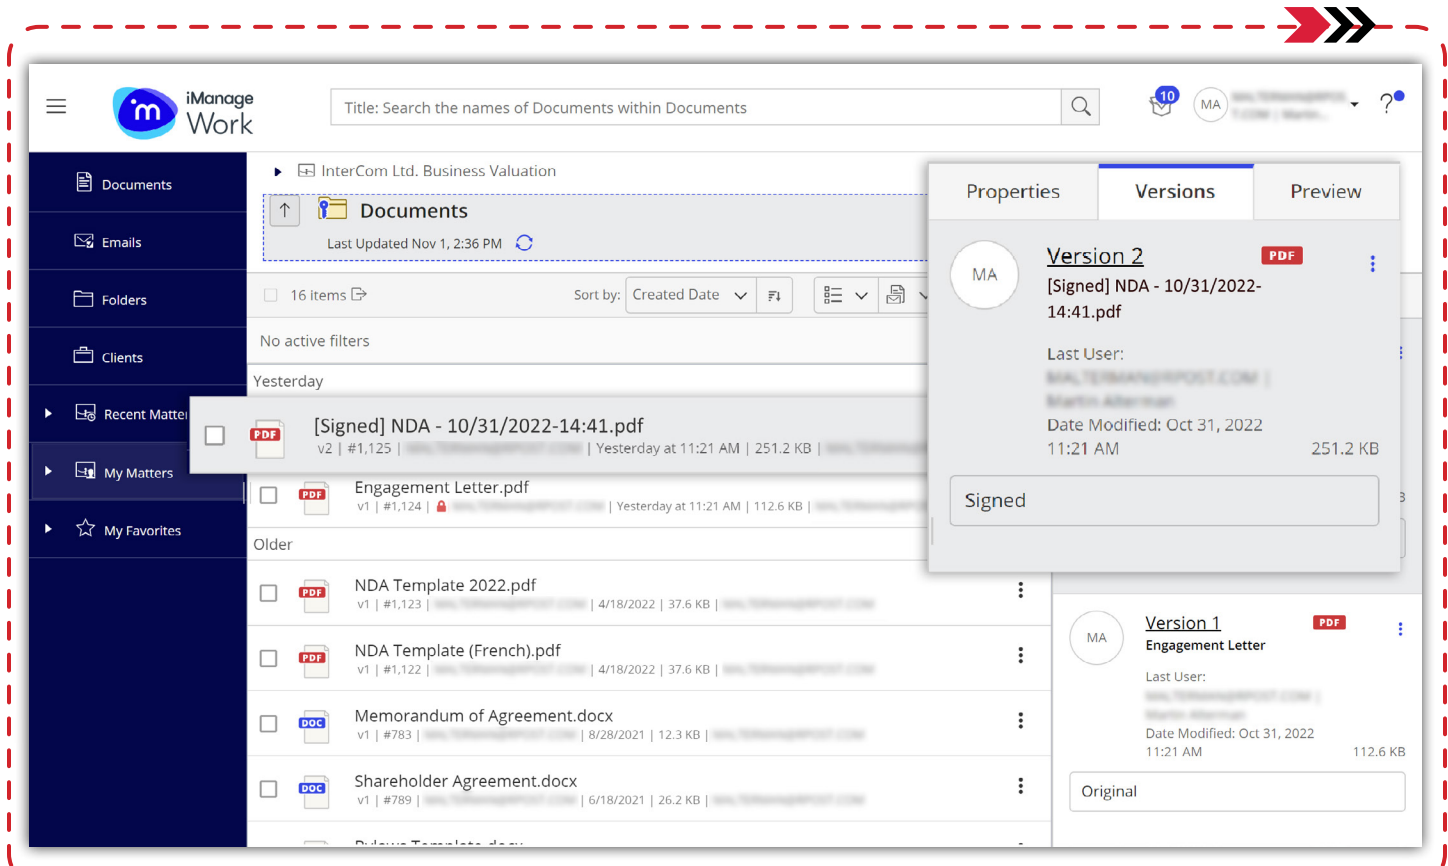 iManage
Work
Title: Search the names of Documents within Documents
10
MA
?
Documents
Emails
Folders
Clients
Recent Matte
My Matters
My Favorites
InterCom Ltd. Business Valuation
Documents
Last Updated Nov 1, 2:36 PM
16 items
Sort by: Created Date
No active filters
Yesterday
PDF
[Signed] NDA - 10/31/2022-14:41.pdf
v2 | #1,125 | | Yesterday at 11:21 AM | 251.2 KB |
PDF
Engagement Letter.pdf
v1 | #1,124 | | Yesterday at 11:21 AM | 112.6 KB |
Older
PDF
NDA Template 2022.pdf
v1 | #1,123 | | 4/18/2022 | 37.6 KB |
PDF
NDA Template (French).pdf
v1 | #1,122 | | 4/18/2022 | 37.6 KB |
DOC
Memorandum of Agreement.docx
v1 | #783 | | 8/28/2021 | 12.3 KB |
DOC
Shareholder Agreement.docx
v1 | #789 | | 6/18/2021 | 26.2 KB |
Properties Versions Preview
MA
Version 2 PDF
[Signed] NDA - 10/31/2022-
14:41.pdf
Last User:
Date Modified: Oct 31, 2022
11:21 AM 251.2 KB
Signed
MA
Version 1 PDF
Engagement Letter
Last User:
Date Modified: Oct 31, 2022
11:21 AM 112.6 KB
Original